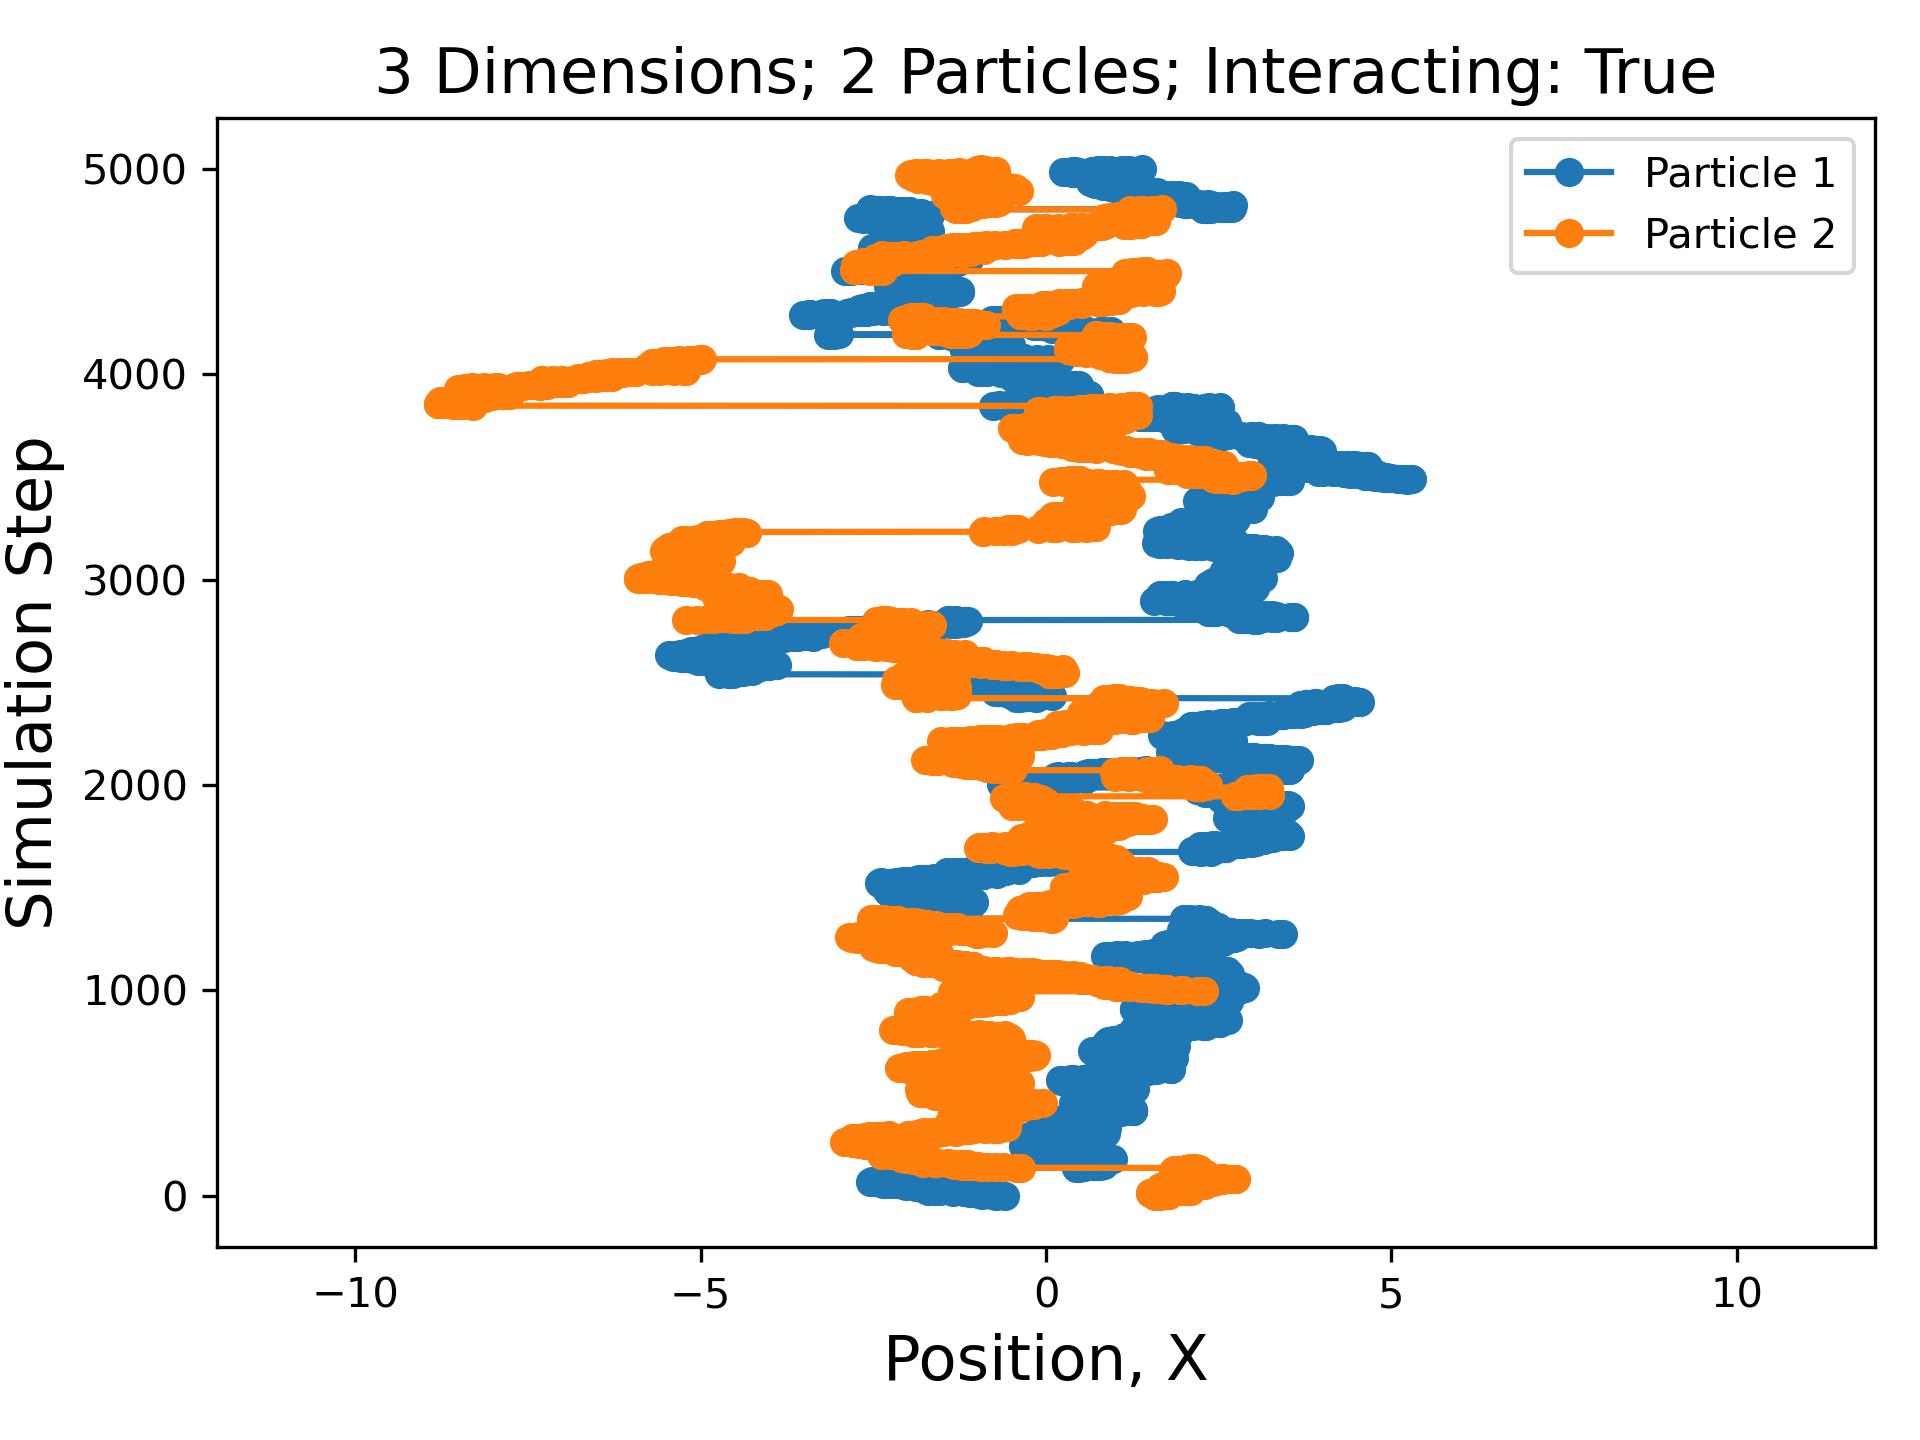 3 Dimensions; 2 Particles; Interacting: True
Particle 1
Particle 2
Simulation Step
5000
4000
3000
2000
1000
0
−10
−5
0
5
10
Position, X